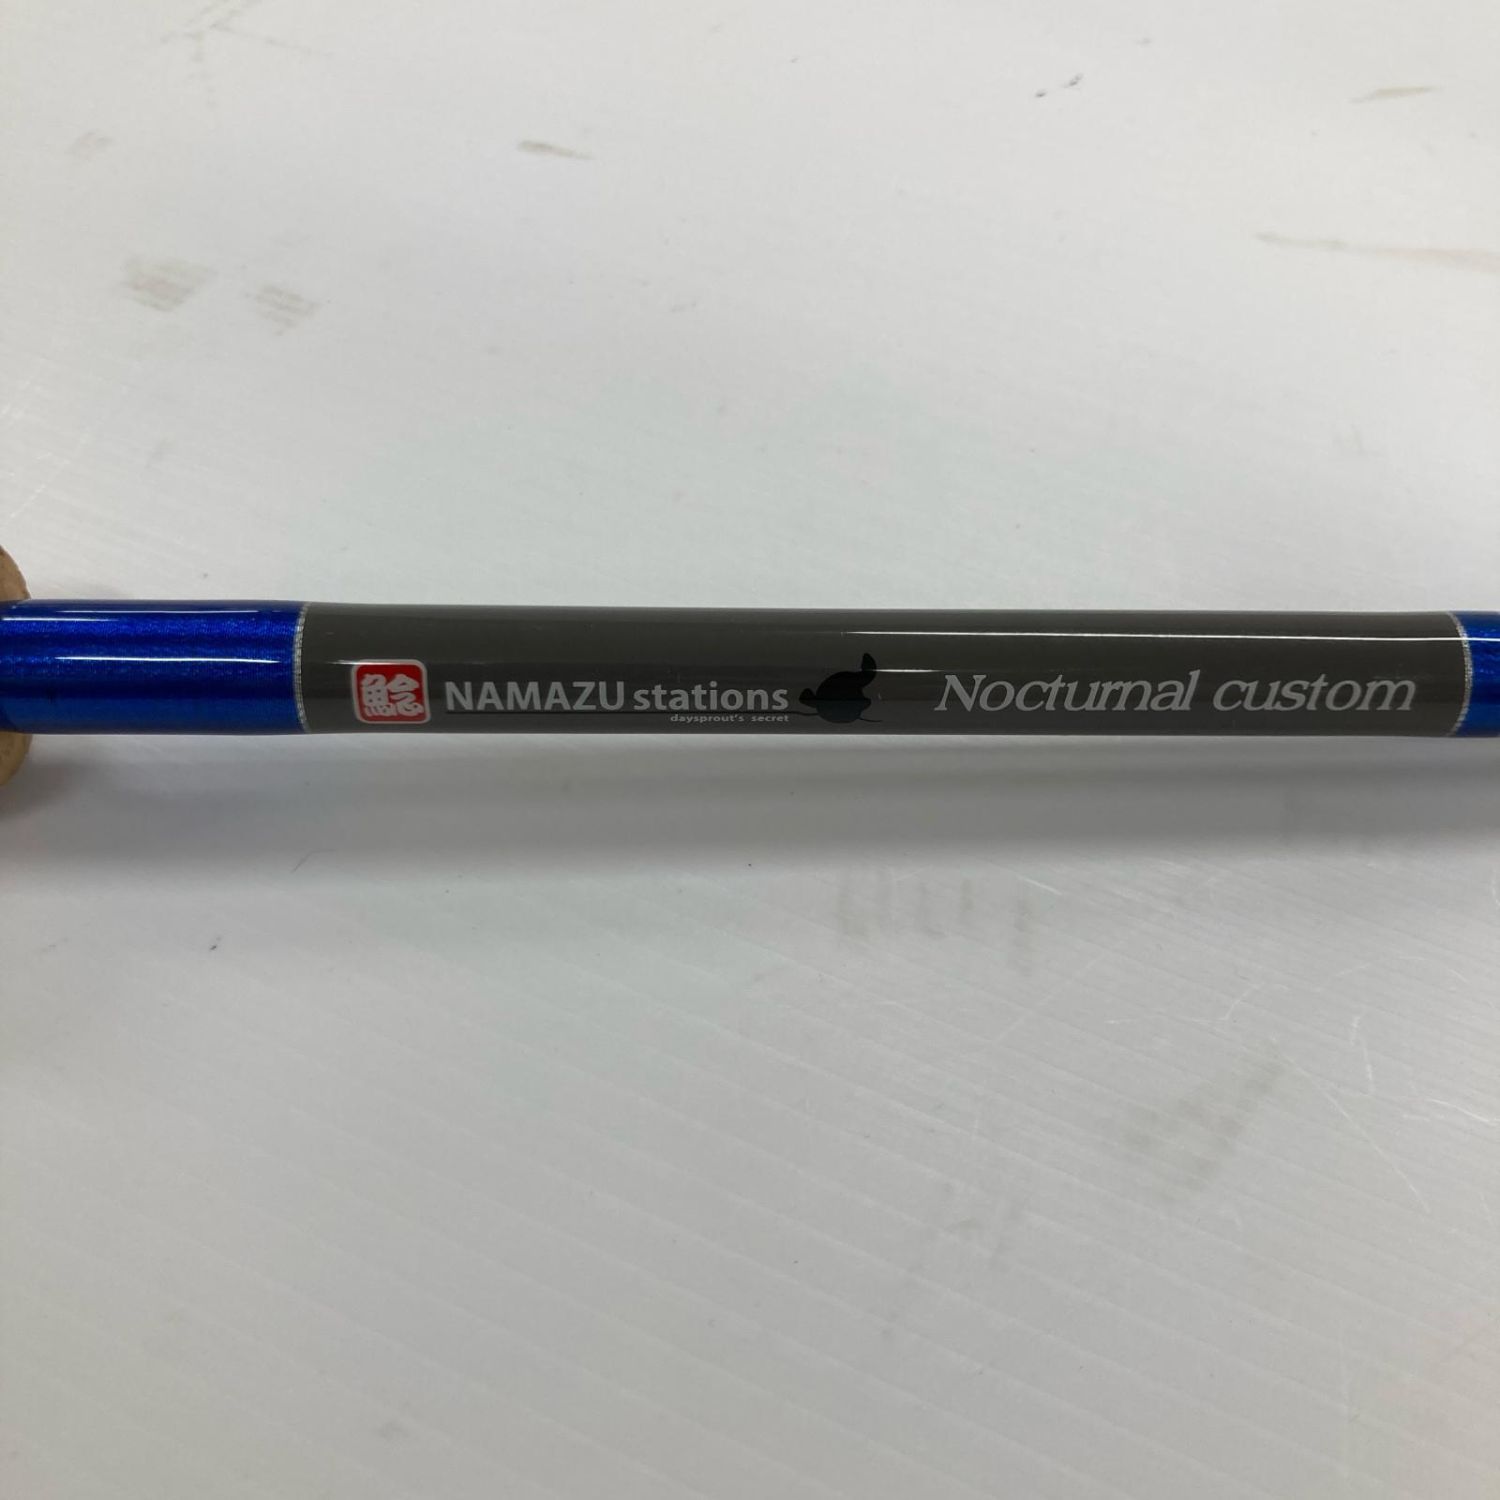 鯰 NAMAZU stations Nocturnal custom
daysprout's secret